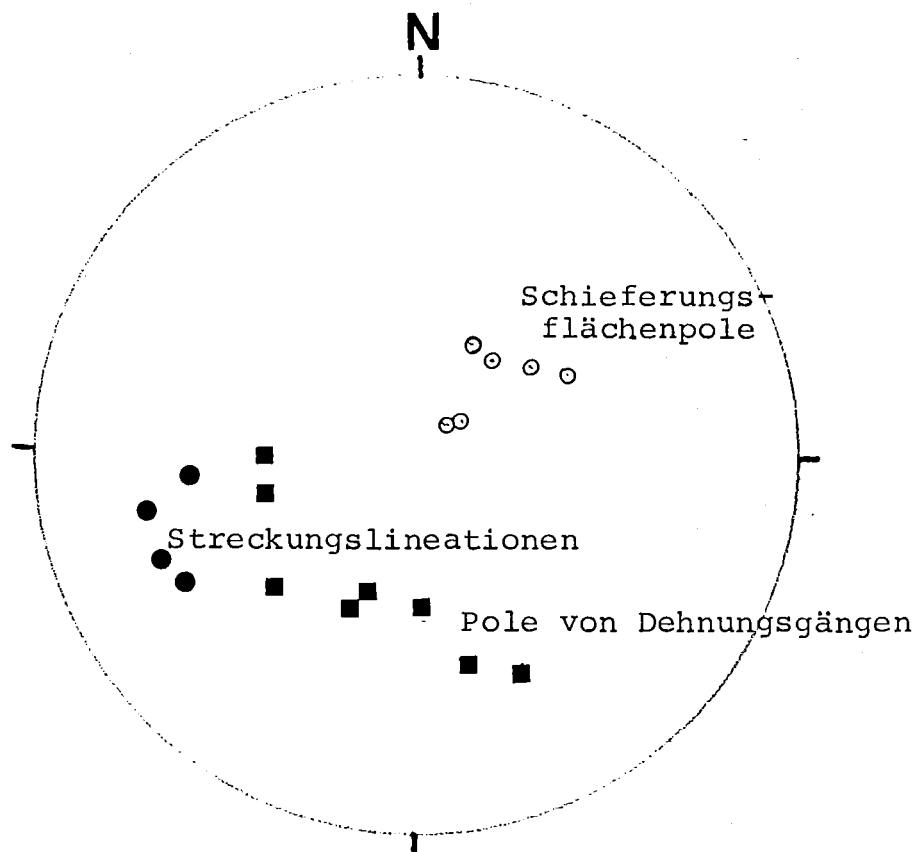 N
Schieferungs-
flächenpole
Streckungslineationen
Pole von Dehnungsgängen